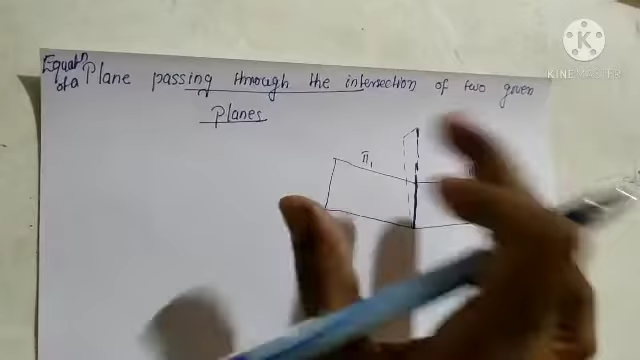 Equatn of a Plane passing through the intersection of two given
Planes
π₁
KINEMASTER